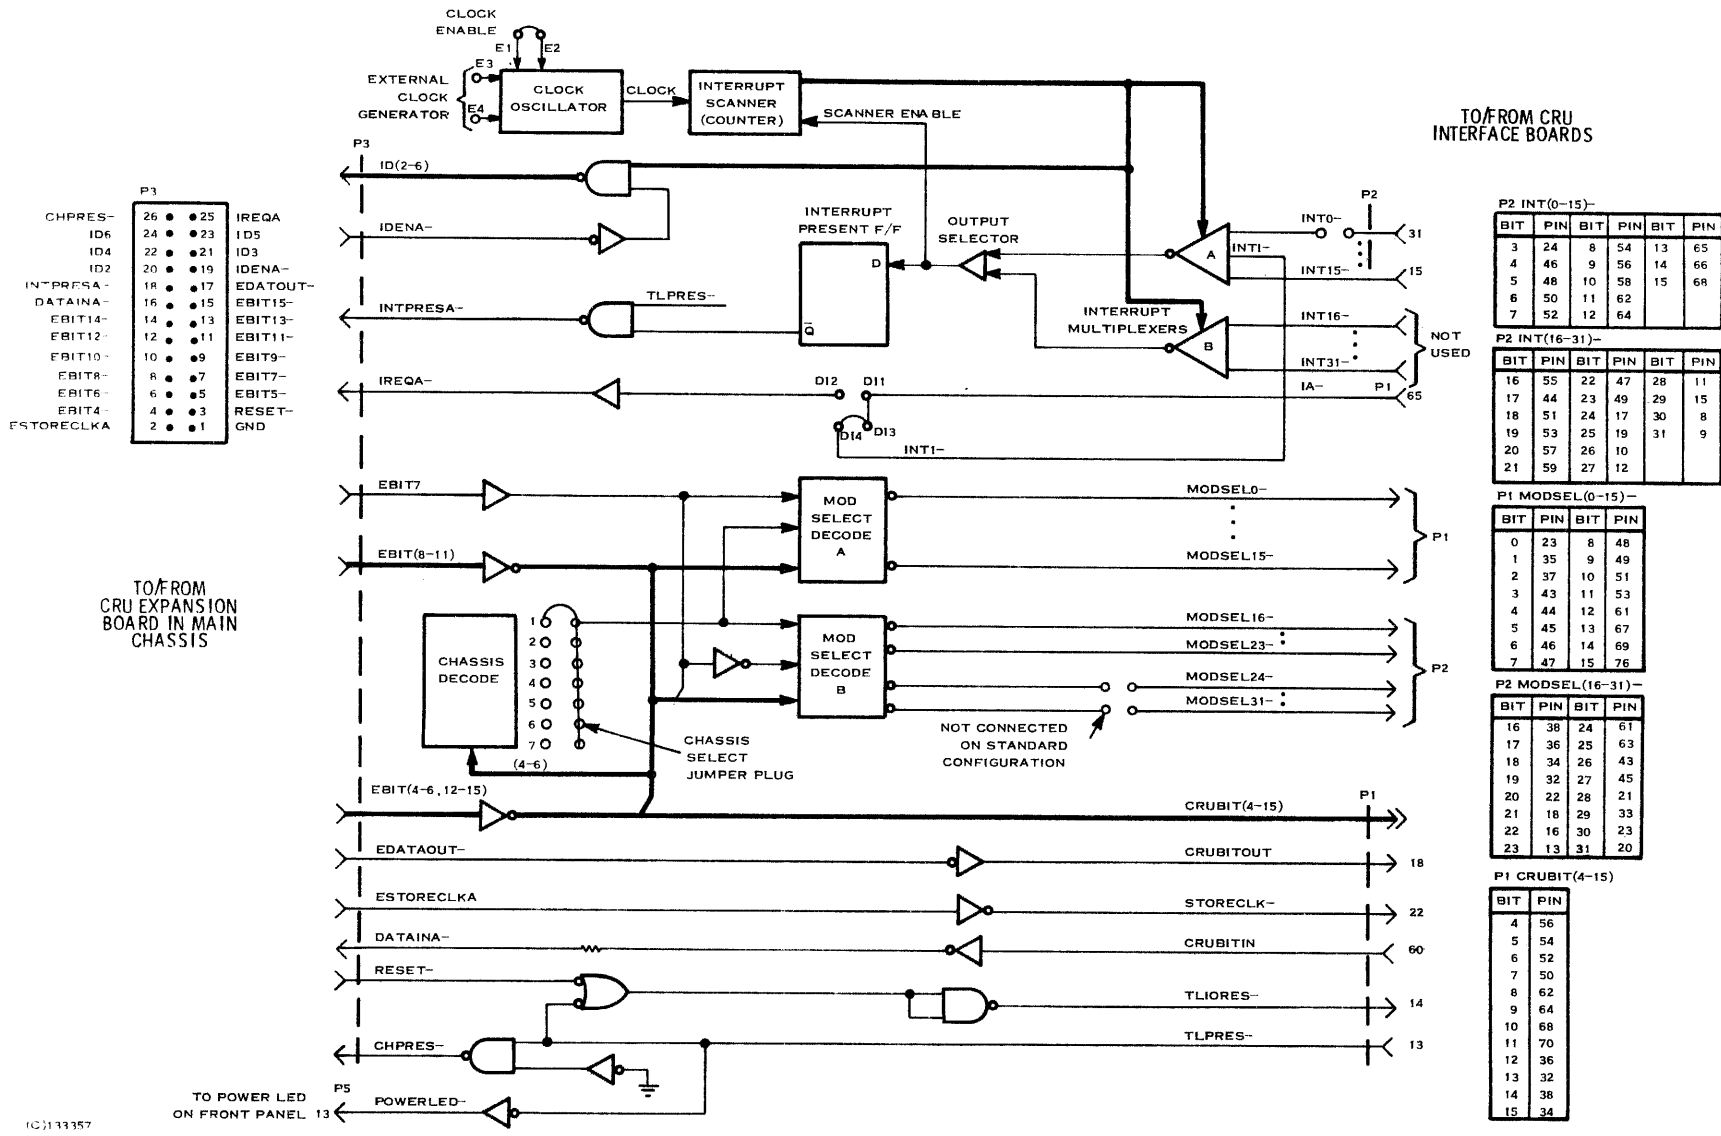 CLOCK
ENABLE
E1
E2
E3
EXTERNAL
CLOCK
GENERATOR
E4
CLOCK
OSCILLATOR
CLOCK
INTERRUPT
SCANNER
(COUNTER)
SCANNER ENABLE
TO/FROM CRU
INTERFACE BOARDS
P3
ID(2-6)
IDENA-
INTERRUPT
PRESENT F/F
D
Q
OUTPUT
SELECTOR
A
INT0-
P2
31
INT1-
INT15-
15
TLPRES-
INTPRESA-
INTERRUPT
MULTIPLEXERS
B
INT16-
INT31-
NOT
USED
IREQA-
D12
D11
D14
D13
IA-
P1
65
INT1-
P3
CHPRES- 26 25 IREQA
ID6 24 23 ID5
ID4 22 21 ID3
ID2 20 19 IDENA-
INTPRESA- 18 17 EDATOUT-
DATAINA- 16 15 EBIT15-
EBIT14- 14 13 EBIT13-
EBIT12- 12 11 EBIT11-
EBIT10- 10 9 EBIT9-
EBIT8- 8 7 EBIT7-
EBIT6- 6 5 EBIT5-
EBIT4- 4 3 RESET-
ESTORECLKA 2 1 GND
EBIT7
EBIT(8-11)
MOD
SELECT
DECODE
A
MODSEL0-
MODSEL15-
P1
TO/FROM
CRU EXPANSION
BOARD IN MAIN
CHASSIS
CHASSIS
DECODE
1
2
3
4
5
6
7
(4-6)
CHASSIS
SELECT
JUMPER PLUG
MOD
SELECT
DECODE
B
MODSEL16-
MODSEL23-
MODSEL24-
MODSEL31-
P2
NOT CONNECTED
ON STANDARD
CONFIGURATION
EBIT(4-6,12-15)
CRUBIT(4-15)
P1
EDATAOUT-
CRUBITOUT
18
ESTORECLKA
STORECLK-
22
DATAINA-
CRUBITIN
60
RESET-
TLIORES-
14
CHPRES-
TLPRES-
13
TO POWER LED
ON FRONT PANEL 13
P5
POWERLED-
P2 INT(0-15)-
BIT PIN BIT PIN BIT PIN
3 24 8 54 13 65
4 46 9 56 14 66
5 48 10 58 15 68
6 50 11 62
7 52 12 64
P2 INT(16-31)-
BIT PIN BIT PIN BIT PIN
16 55 22 47 28 11
17 44 23 49 29 15
18 51 24 17 30 8
19 53 25 19 31 9
20 57 26 10
21 59 27 12
P1 MODSEL(0-15)-
BIT PIN BIT PIN
0 23 8 48
1 35 9 49
2 37 10 51
3 43 11 53
4 44 12 61
5 45 13 67
6 46 14 69
7 47 15 76
P2 MODSEL(16-31)-
BIT PIN BIT PIN
16 38 24 61
17 36 25 63
18 34 26 43
19 32 27 45
20 22 28 21
21 18 29 33
22 16 30 23
23 13 31 20
P1 CRUBIT(4-15)
BIT PIN
4 56
5 54
6 52
7 50
8 62
9 64
10 68
11 70
12 36
13 32
14 38
15 34
(C)133357